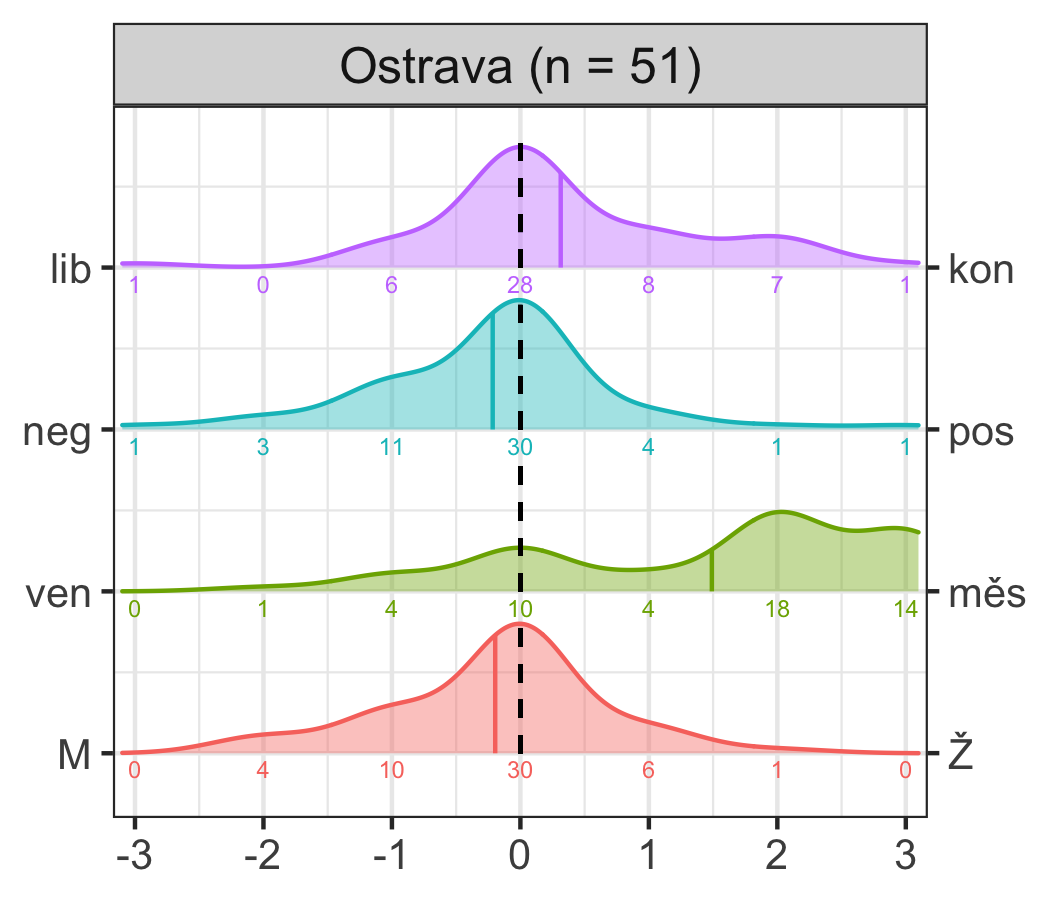 Ostrava (n = 51)
lib kon
1 0 6 28 8 7 1
neg pos
1 3 11 30 4 1 1
ven měs
0 1 4 10 4 18 14
M Ž
0 4 10 30 6 1 0
-3 -2 -1 0 1 2 3